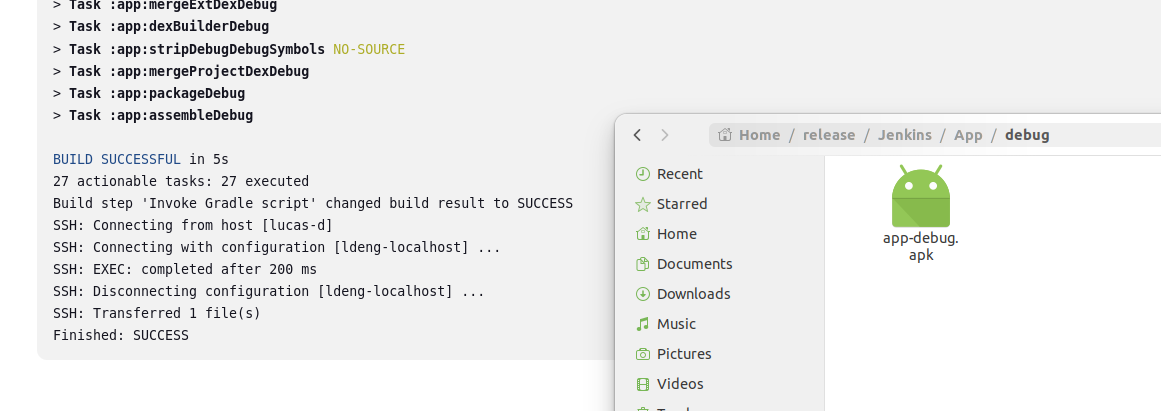 > Task :app:mergeExtDexDebug
> Task :app:dexBuilderDebug
> Task :app:stripDebugDebugSymbols NO-SOURCE
> Task :app:mergeProjectDexDebug
> Task :app:packageDebug
> Task :app:assembleDebug
BUILD SUCCESSFUL in 5s
27 actionable tasks: 27 executed
Build step 'Invoke Gradle script' changed build result to SUCCESS
SSH: Connecting from host [lucas-d]
SSH: Connecting with configuration [ldeng-localhost] ...
SSH: EXEC: completed after 200 ms
SSH: Disconnecting configuration [ldeng-localhost] ...
SSH: Transferred 1 file(s)
Finished: SUCCESS
Home / release / Jenkins / App / debug
Recent
Starred
Home
Documents
Downloads
Music
Pictures
Videos
app-debug.
apk